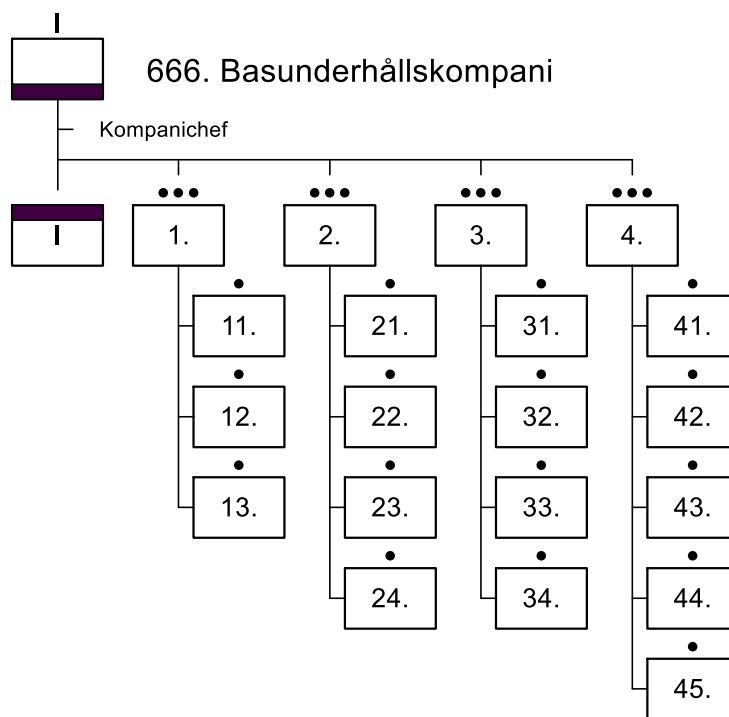 666. Basunderhållskompani
Kompanichef
1. 2. 3. 4.
11. 21. 31. 41.
12. 22. 32. 42.
13. 23. 33. 43.
24. 34. 44.
45.